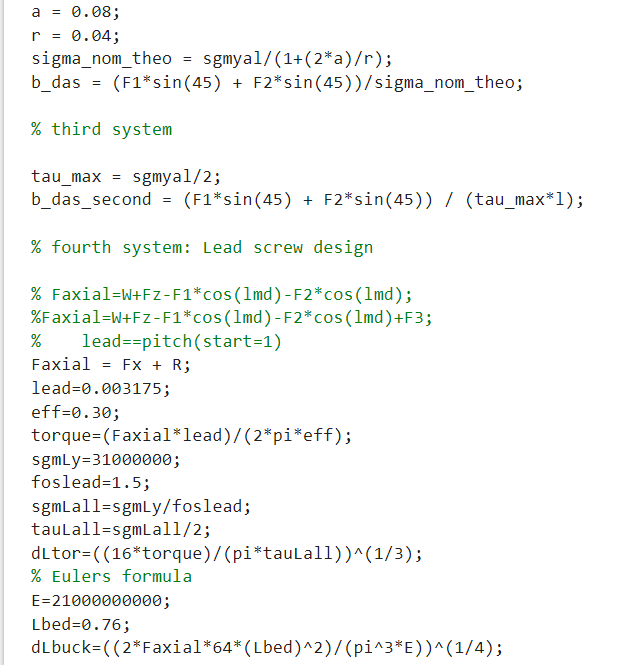 a = 0.08;
r = 0.04;
sigma_nom_theo = sgmyal/(1+(2*a)/r);
b_das = (F1*sin(45) + F2*sin(45))/sigma_nom_theo;
% third system
tau_max = sgmyal/2;
b_das_second = (F1*sin(45) + F2*sin(45)) / (tau_max*l);
% fourth system: Lead screw design
% Faxial=W+Fz-F1*cos(lmd)-F2*cos(lmd);
%Faxial=W+Fz-F1*cos(lmd)-F2*cos(lmd)+F3;
%    lead==pitch(start=1)
Faxial = Fx + R;
lead=0.003175;
eff=0.30;
torque=(Faxial*lead)/(2*pi*eff);
sgmLy=31000000;
foslead=1.5;
sgmLall=sgmLy/foslead;
tauLall=sgmLall/2;
dLtor=((16*torque)/(pi*tauLall))^(1/3);
% Eulers formula
E=21000000000;
Lbed=0.76;
dLbuck=((2*Faxial*64*(Lbed)^2)/(pi^3*E))^(1/4);